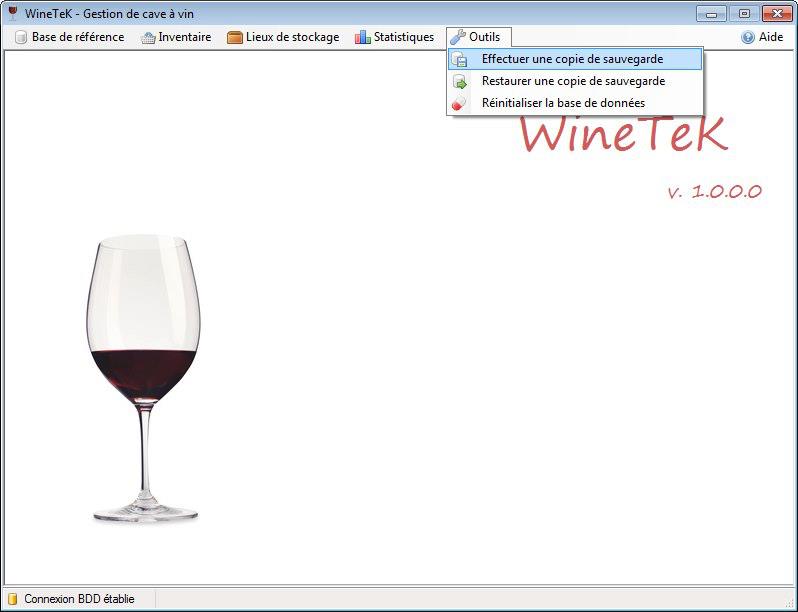 WineTeK - Gestion de cave à vin
Base de référence Inventaire Lieux de stockage Statistiques Outils Aide
Effectuer une copie de sauvegarde
Restaurer une copie de sauvegarde
Réinitialiser la base de données
WineTeK
v. 1.0.0.0
Connexion BDD établie